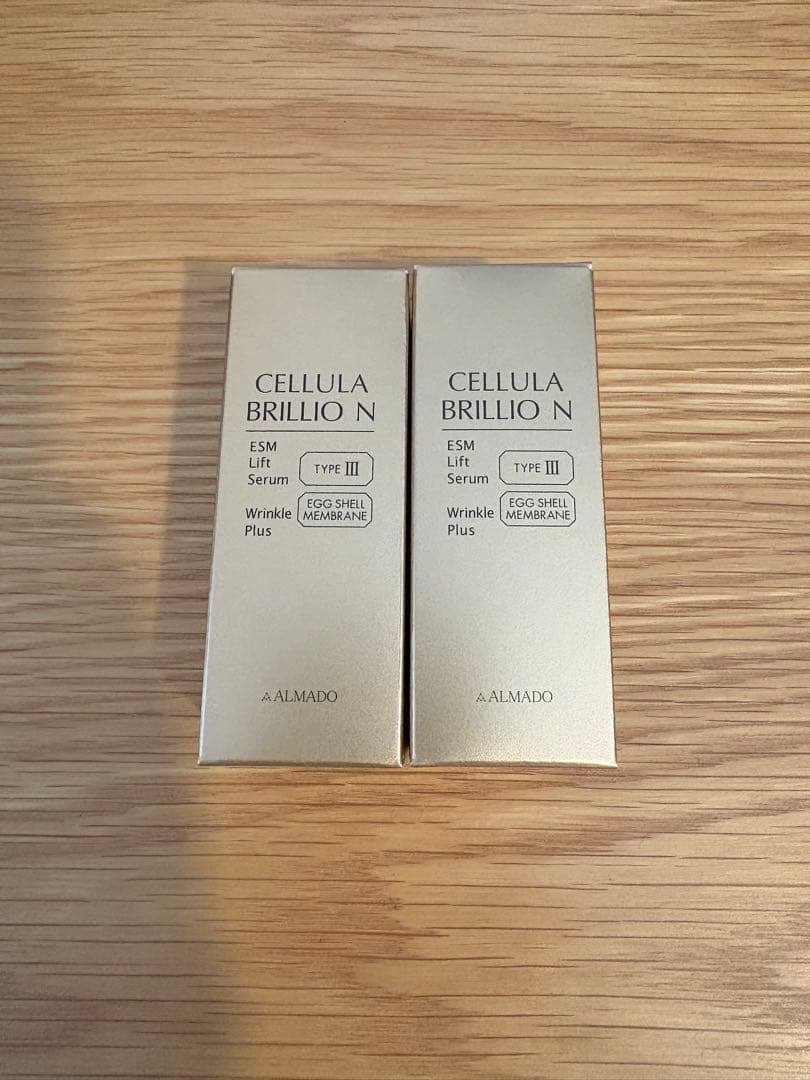 CELLULA
BRILLIO N
ESM
Lift
Serum
TYPE III
Wrinkle
Plus
EGG SHELL
MEMBRANE
ALMADO
CELLULA
BRILLIO N
ESM
Lift
Serum
TYPE III
Wrinkle
Plus
EGG SHELL
MEMBRANE
ALMADO